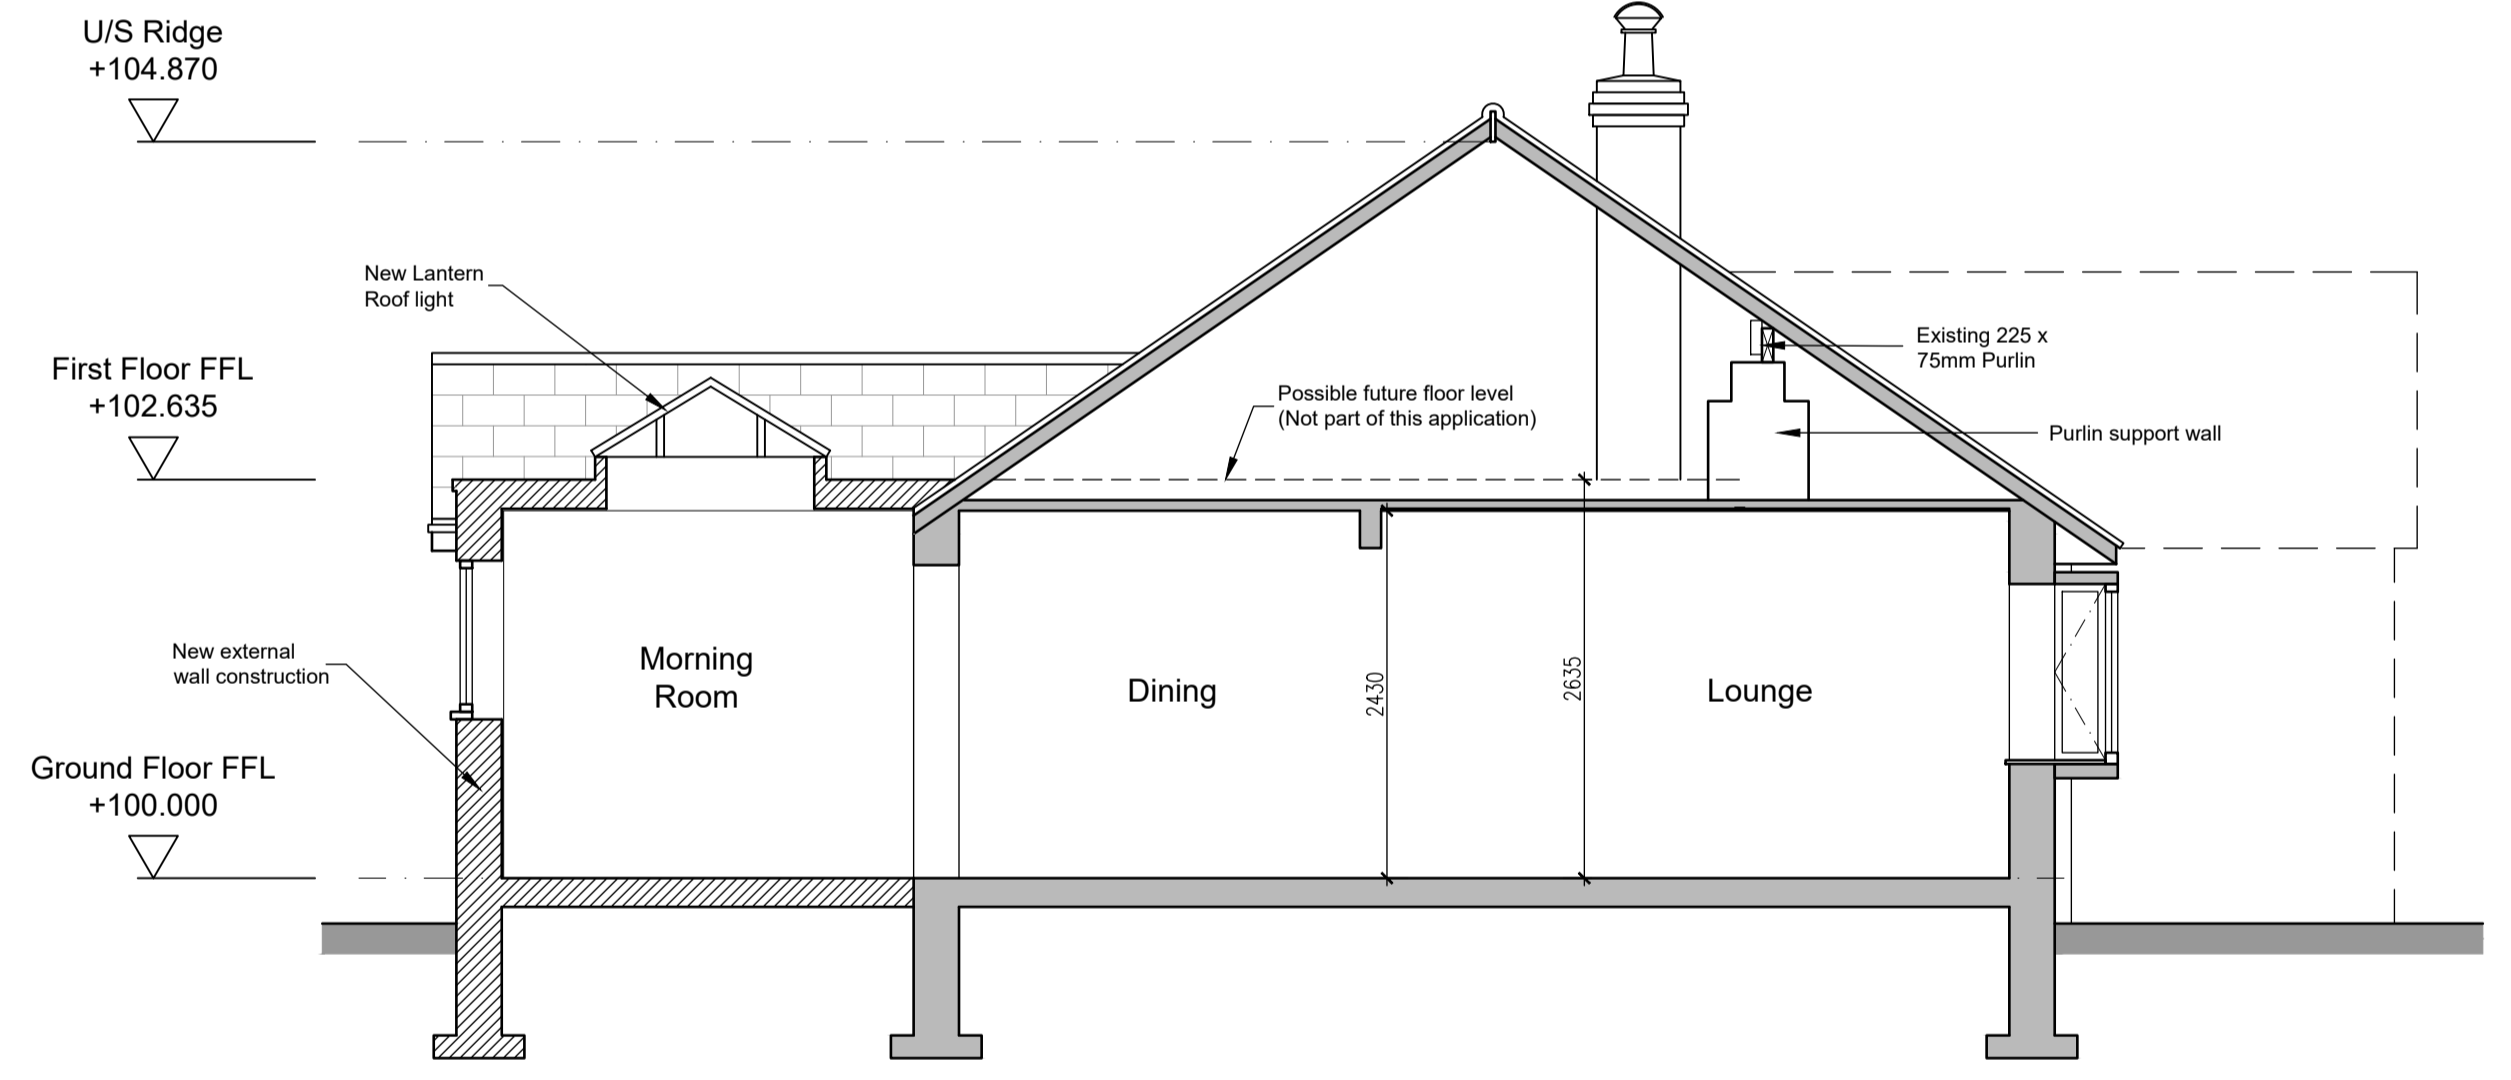 U/S Ridge
+104.870
New Lantern
Roof light
First Floor FFL
+102.635
Existing 225 x
75mm Purlin
Possible future floor level
(Not part of this application)
Purlin support wall
New external
wall construction
Morning
Room
Dining
2430
2635
Lounge
Ground Floor FFL
+100.000